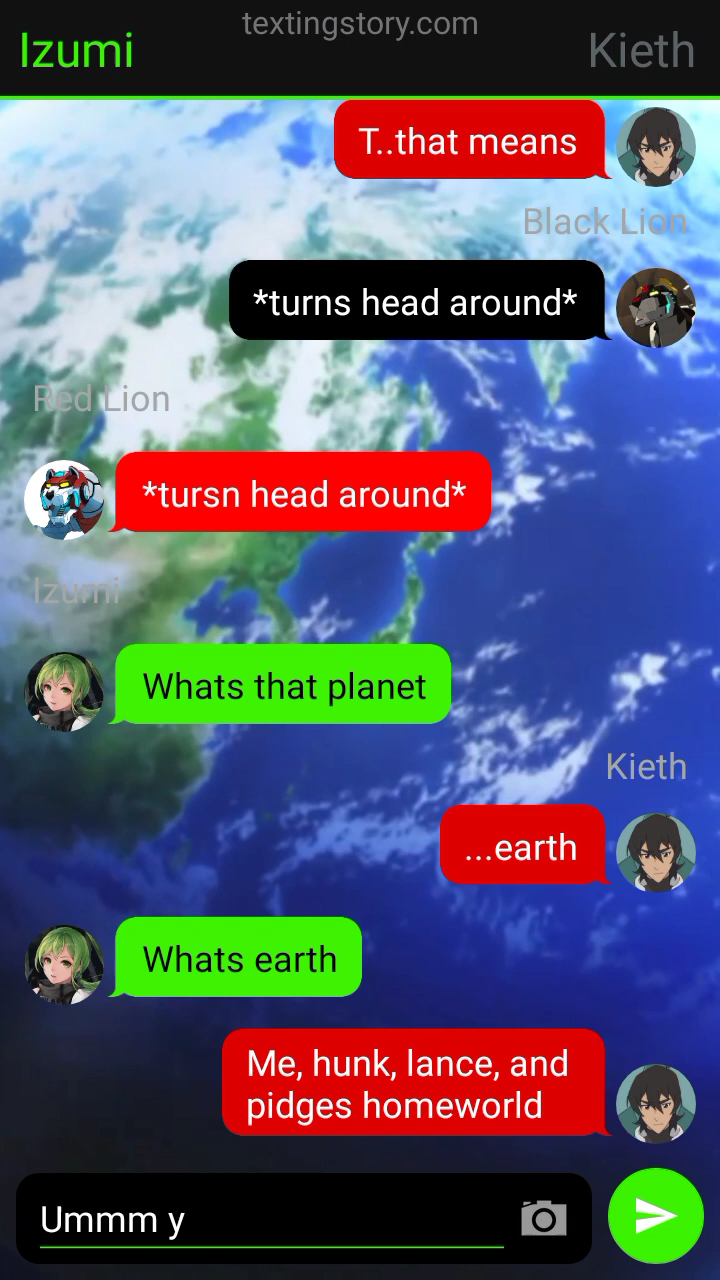 textingstory.com
Izumi
Kieth
T..that means
Black Lion
*turns head around*
Red Lion
*tursn head around*
Izumi
Whats that planet
Kieth
...earth
Whats earth
Me, hunk, lance, and
pidges homeworld
Ummm y